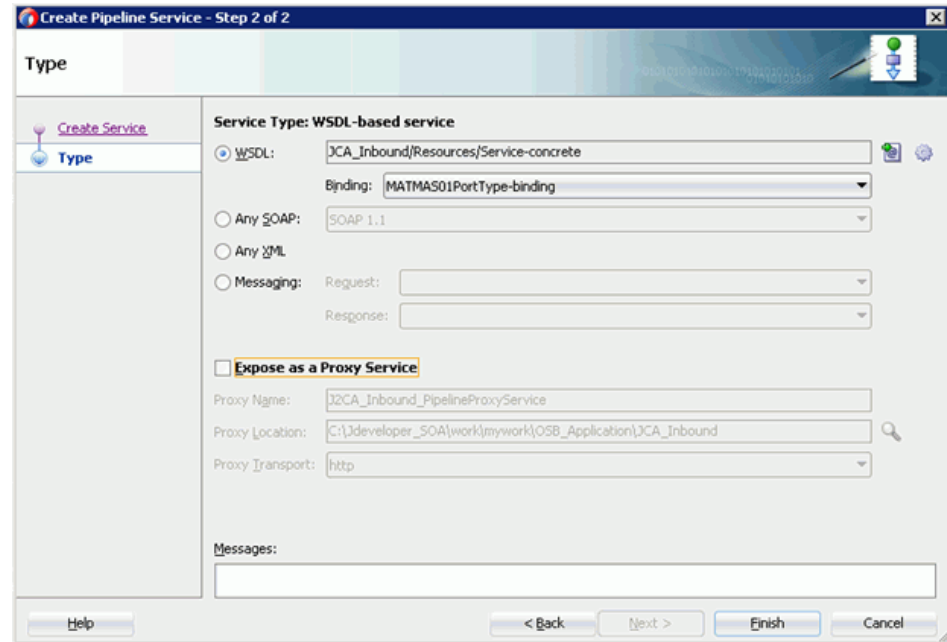 Create Pipeline Service - Step 2 of 2
Type
Create Service
Type
Service Type: WSDL-based service
WSDL: JCA_Inbound/Resources/Service-concrete
Binding: MATMAS01PortType-binding
Any SOAP: SOAP 1.1
Any XML
Messaging: Request:
Response:
Expose as a Proxy Service
Proxy Name: J2CA_Inbound_PipelineProxyService
Proxy Location: C:\Jdeveloper_SOA\work\mywork\OSB_Application\JCA_Inbound
Proxy Transport: http
Messages:
Help < Back Next > Finish Cancel